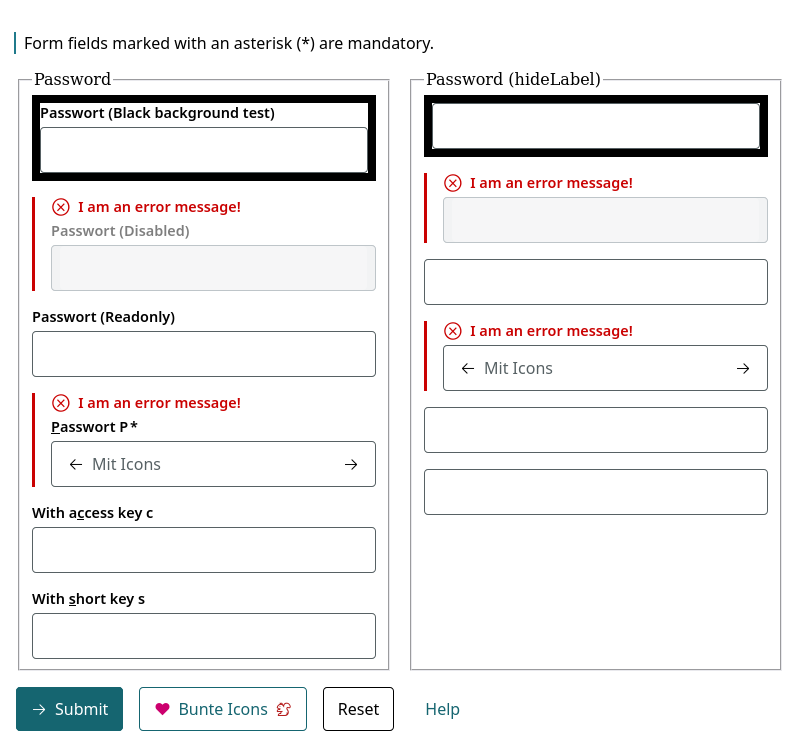 Form fields marked with an asterisk (*) are mandatory.
Password
Passwort (Black background test)
I am an error message!
Passwort (Disabled)
Passwort (Readonly)
I am an error message!
Passwort P*
Mit Icons
With access key c
With short key s
Password (hideLabel)
I am an error message!
I am an error message!
Mit Icons
Submit
Bunte Icons
Reset
Help